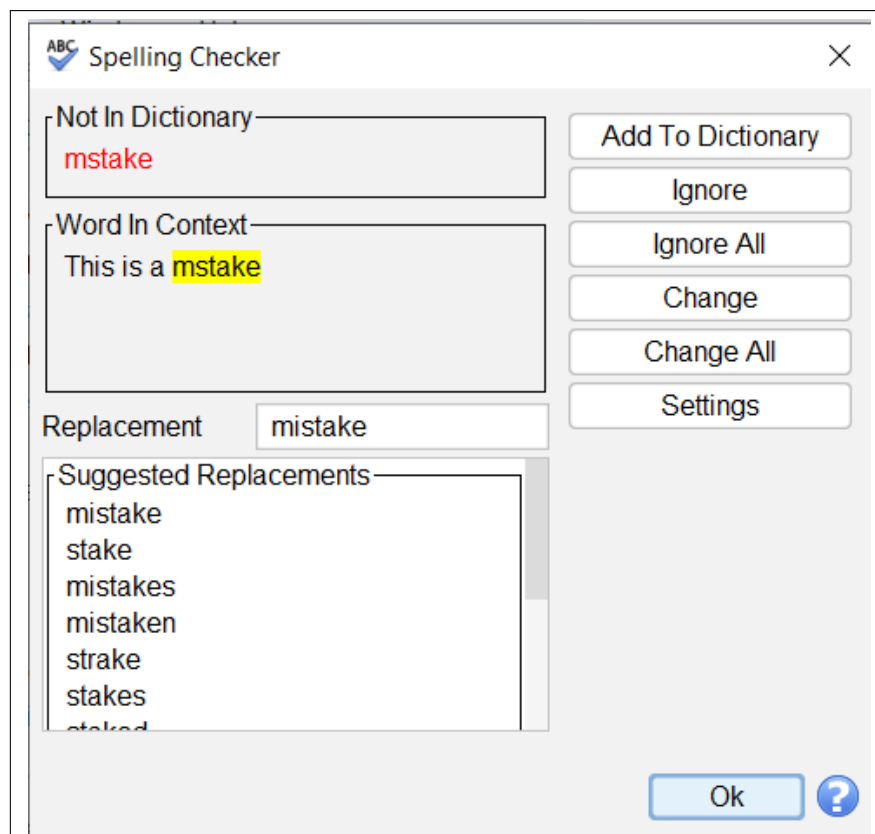 ABC
Spelling Checker
Not In Dictionary
mstake
Word In Context
This is a mstake
Replacement
mistake
Suggested Replacements
mistake
stake
mistakes
mistaken
strake
stakes
Add To Dictionary
Ignore
Ignore All
Change
Change All
Settings
Ok
?